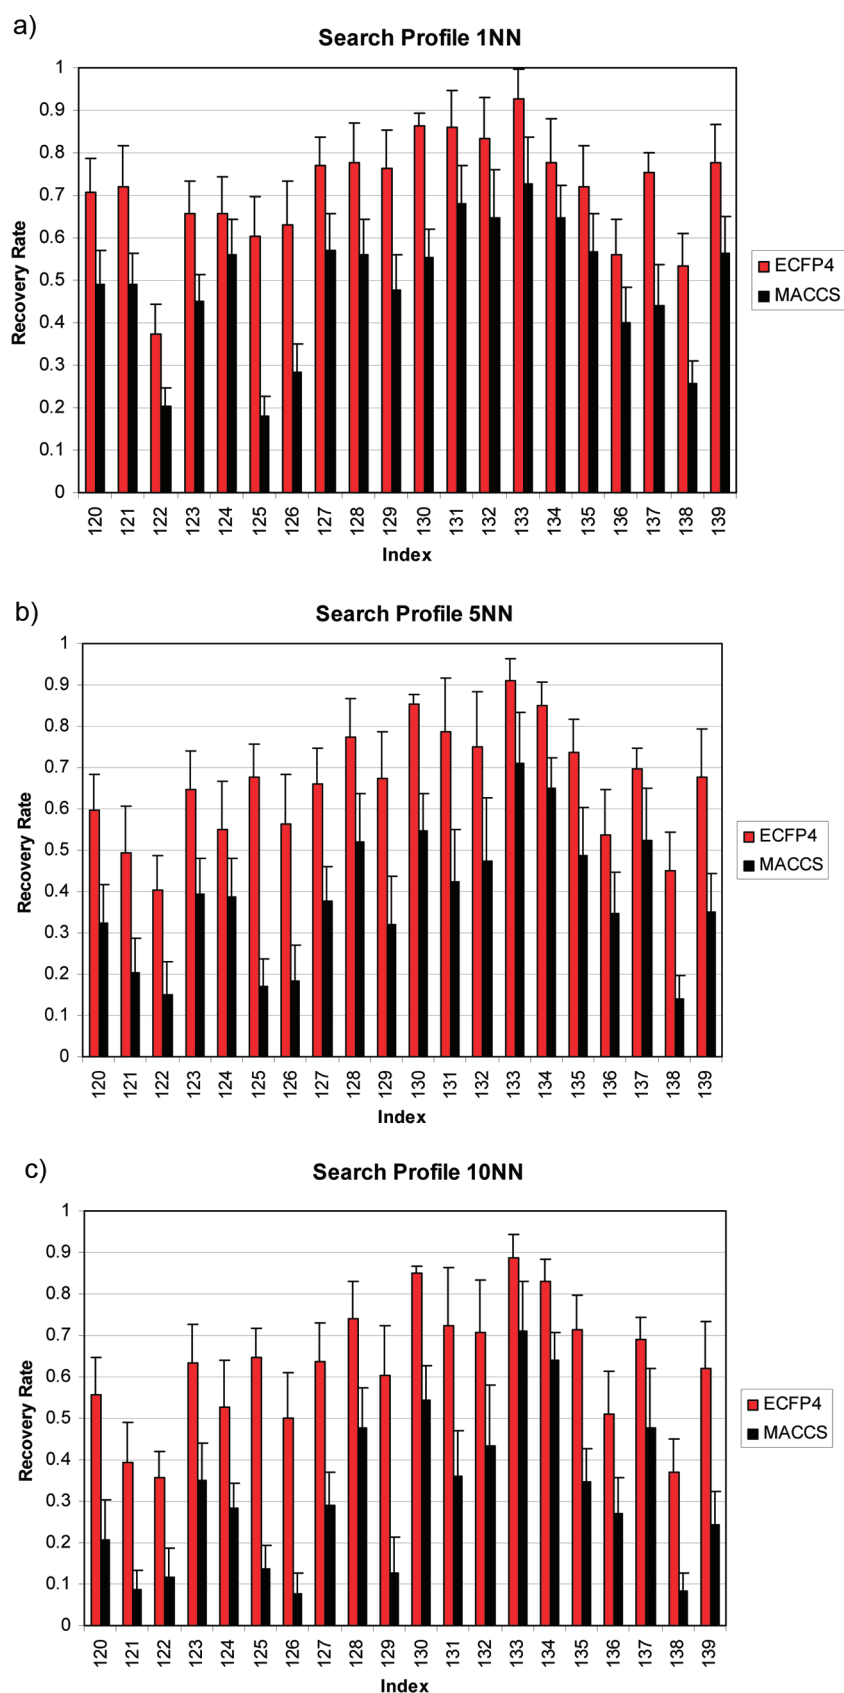 a)
Search Profile 1NN
1
0.9
0.8
0.7
0.6
0.5
0.4
0.3
0.2
0.1
0
Recovery Rate
120 121 122 123 124 125 126 127 128 129 130 131 132 133 134 135 136 137 138 139
Index
ECFP4
MACCS
b)
Search Profile 5NN
1
0.9
0.8
0.7
0.6
0.5
0.4
0.3
0.2
0.1
0
Recovery Rate
120 121 122 123 124 125 126 127 128 129 130 131 132 133 134 135 136 137 138 139
Index
ECFP4
MACCS
c)
Search Profile 10NN
1
0.9
0.8
0.7
0.6
0.5
0.4
0.3
0.2
0.1
0
Recovery Rate
120 121 122 123 124 125 126 127 128 129 130 131 132 133 134 135 136 137 138 139
Index
ECFP4
MACCS